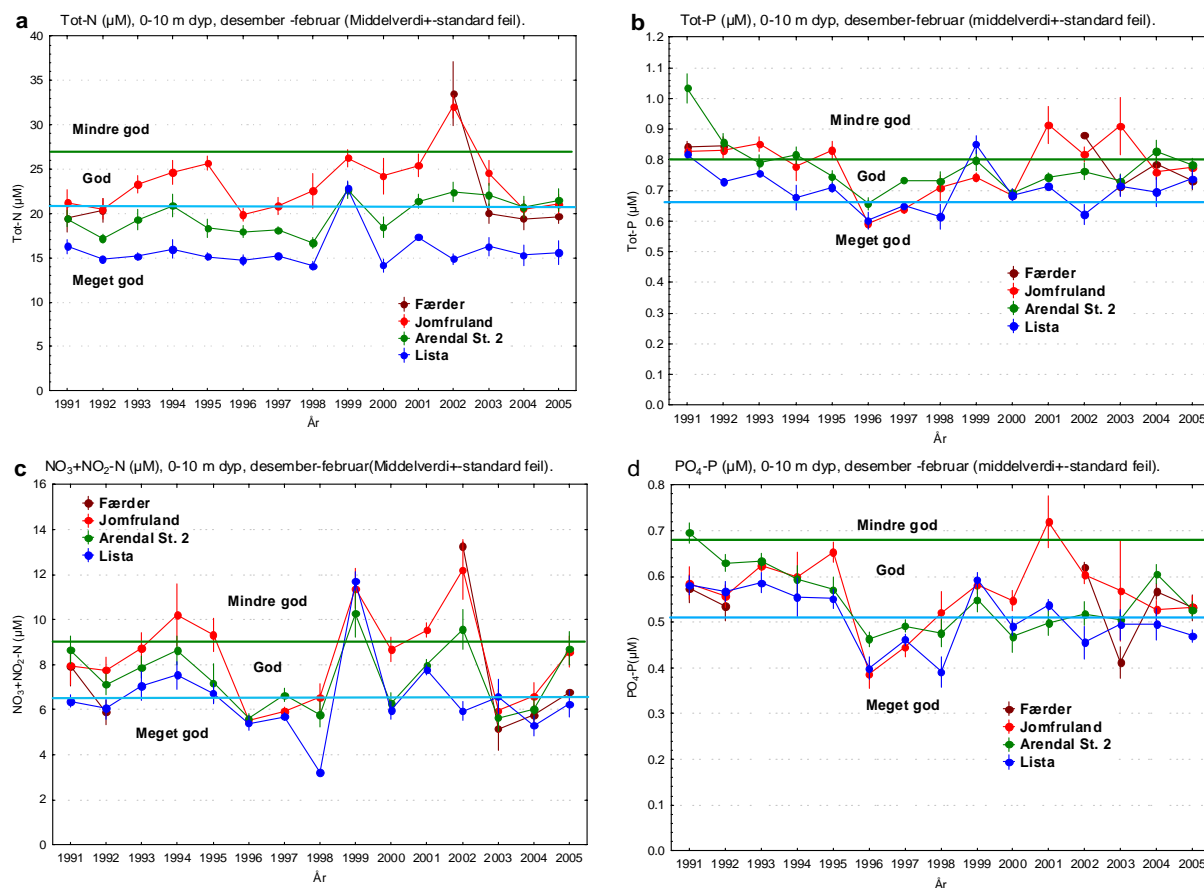 a Tot-N (µM), 0-10 m dyp, desember -februar (Middelverdi+-standard feil).
40
35
30
25
20
15
10
5
0
Tot-N (µM)
Mindre god
God
Meget god
Færder
Jomfruland
Arendal St. 2
Lista
1991 1992 1993 1994 1995 1996 1997 1998 1999 2000 2001 2002 2003 2004 2005
År
b Tot-P (µM), 0-10 m dyp, desember-februar (middelverdi+-standard feil).
1.2
1.1
1.0
0.9
0.8
0.7
0.6
0.5
0.4
0.3
0.2
0.1
0.0
Tot-P (µM)
Mindre god
God
Meget god
Færder
Jomfruland
Arendal St. 2
Lista
1991 1992 1993 1994 1995 1996 1997 1998 1999 2000 2001 2002 2003 2004 2005
År
c NO3+NO2-N (µM), 0-10 m dyp, desember-februar(Middelverdi+-standard feil).
16
14
12
10
8
6
4
2
0
NO3+NO2-N (µM)
Færder
Jomfruland
Arendal St. 2
Lista
Mindre god
God
Meget god
1991 1992 1993 1994 1995 1996 1997 1998 1999 2000 2001 2002 2003 2004 2005
År
d PO4-P (µM), 0-10 m dyp, desember -februar (middelverdi+-standard feil).
0.8
0.7
0.6
0.5
0.4
0.3
0.2
0.1
0.0
PO4-P(µM)
Mindre god
God
Meget god
Færder
Jomfruland
Arendal St. 2
Lista
1991 1992 1993 1994 1995 1996 1997 1998 1999 2000 2001 2002 2003 2004 2005
År